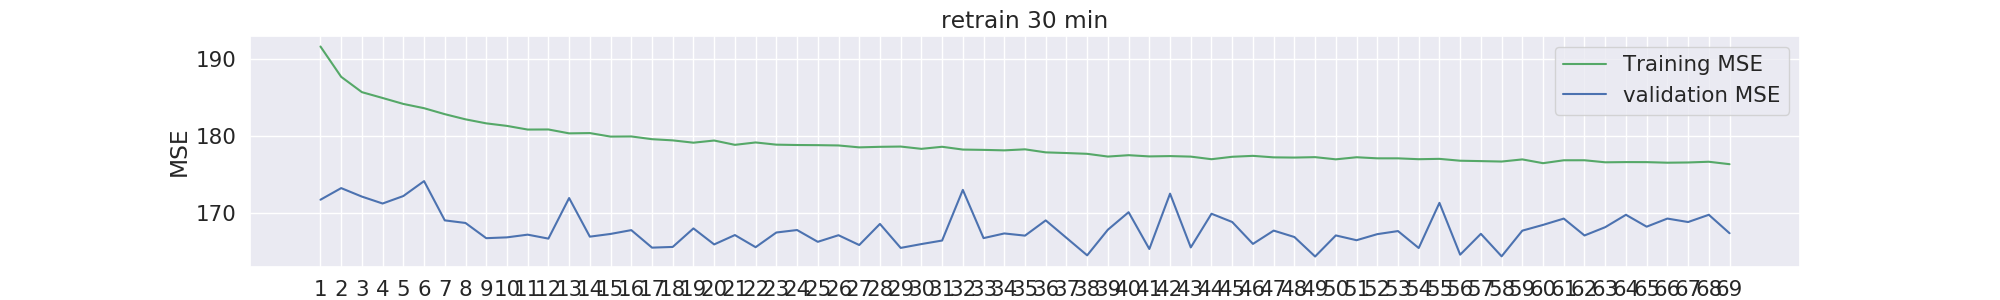 retrain 30 min
190
180
170
MSE
Training MSE
validation MSE
1 2 3 4 5 6 7 8 9 10 11 12 13 14 15 16 17 18 19 20 21 22 23 24 25 26 27 28 29 30 31 32 33 34 35 36 37 38 39 40 41 42 43 44 45 46 47 48 49 50 51 52 53 54 55 56 57 58 59 60 61 62 63 64 65 66 67 68 69